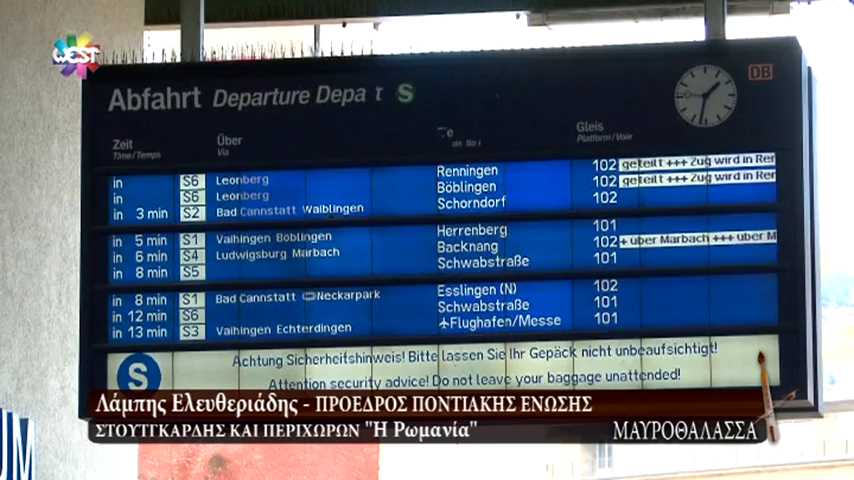 WEST
Abfahrt Departure Depa t S
DB
Zeit Über Gleis
Time/Temps Via Platform/Voie
in S6 Leonberg Renningen 102 geteilt +++ Zug wird in Rer
in S6 Leonberg Böblingen 102 geteilt +++ Zug wird in Rer
in 3 min S2 Bad Cannstatt Waiblingen Schorndorf 102
in 5 min S1 Vaihingen Böblingen Herrenberg 101
in 6 min S4 Ludwigsburg Marbach Backnang 102 + über Marbach +++ über M
in 8 min S5 Schwabstraße 101
in 8 min S1 Bad Cannstatt Neckarpark Esslingen (N) 102
in 12 min S6 Schwabstraße 101
in 13 min S3 Vaihingen Echterdingen Flughafen/Messe 101
S Achtung Sicherheitshinweis! Bitte lassen Sie Ihr Gepäck nicht unbeaufsichtigt!
Attention security advice! Do not leave your baggage unattended!
Λάμπης Ελευθεριάδης - ΠΡΟΕΔΡΟΣ ΠΟΝΤΙΑΚΗΣ ΕΝΩΣΗΣ
ΣΤΟΥΤΓΚΑΡΔΗΣ ΚΑΙ ΠΕΡΙΧΩΡΩΝ "Η Ρωμανία" ΜΑΥΡΟΘΑΛΑΣΣΑ
UM